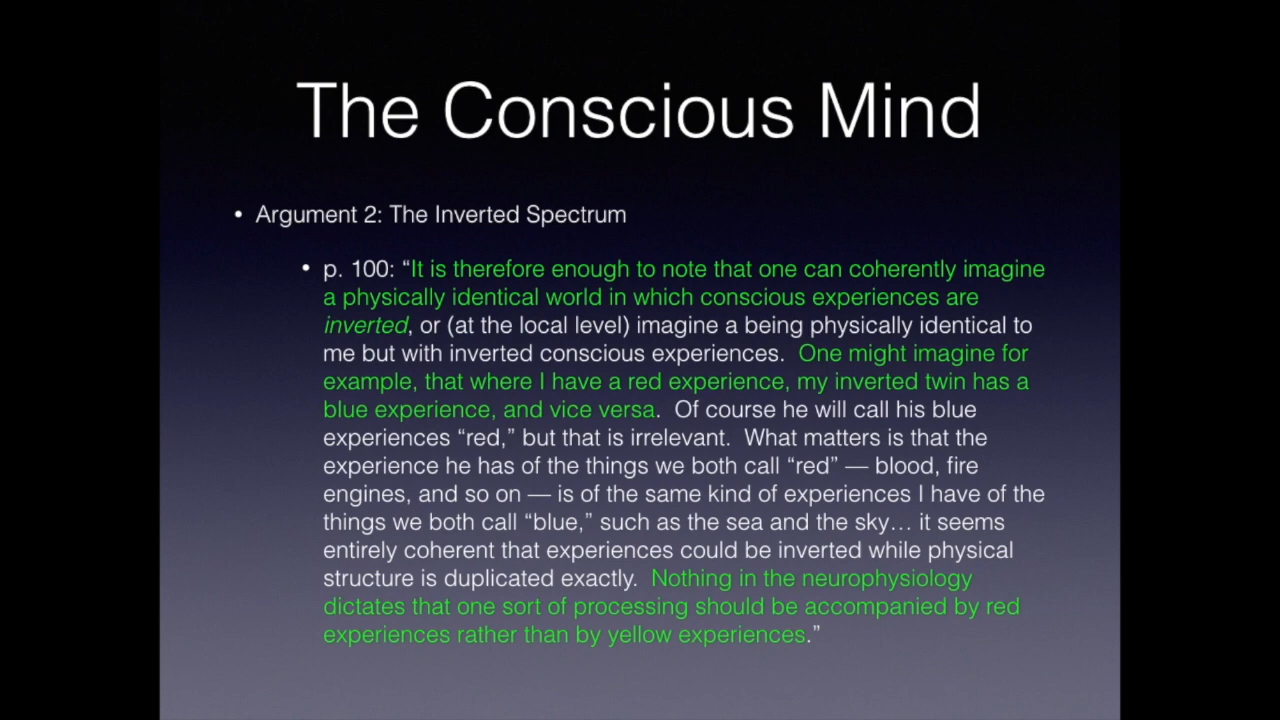 The Conscious Mind
• Argument 2: The Inverted Spectrum
• p. 100: “It is therefore enough to note that one can coherently imagine
a physically identical world in which conscious experiences are
inverted, or (at the local level) imagine a being physically identical to
me but with inverted conscious experiences.  One might imagine for
example, that where I have a red experience, my inverted twin has a
blue experience, and vice versa.  Of course he will call his blue
experiences “red,” but that is irrelevant.  What matters is that the
experience he has of the things we both call “red” — blood, fire
engines, and so on — is of the same kind of experiences I have of the
things we both call “blue,” such as the sea and the sky… it seems
entirely coherent that experiences could be inverted while physical
structure is duplicated exactly.  Nothing in the neurophysiology
dictates that one sort of processing should be accompanied by red
experiences rather than by yellow experiences.”